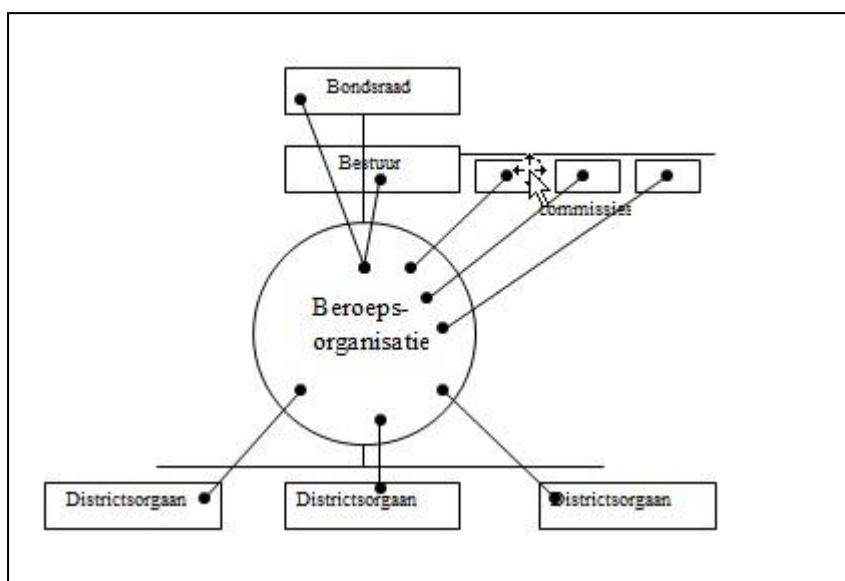 Bondsraad
Bestuur
commissies
Beroeps-
organisatie
Districtsorgaan
Districtsorgaan
Districtsorgaan